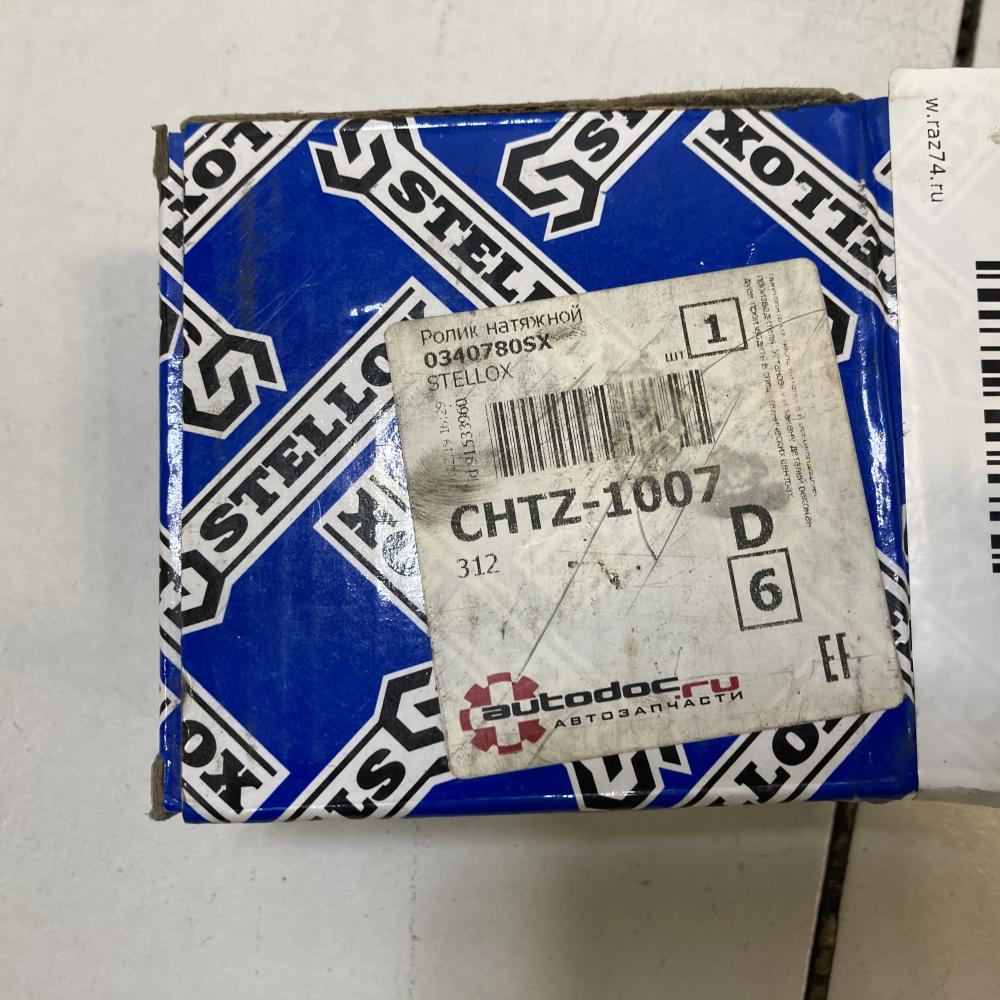 STELLOX
STELLOX
Ролик натяжной
0340780SX
STELLOX
шт
1
CHTZ-1007
312
D
6
autodoc.ru
АВТОЗАПЧАСТИ
w.raz74.ru